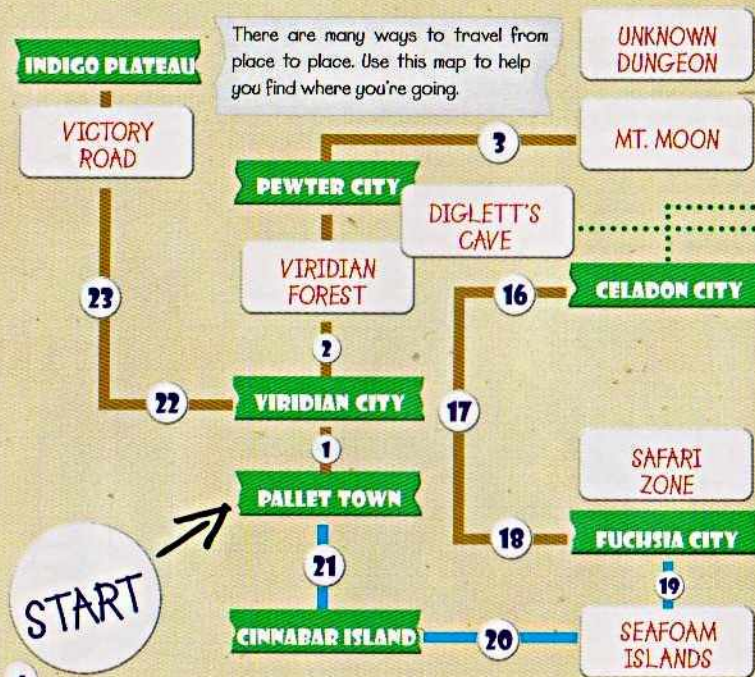 There are many ways to travel from
place to place. Use this map to help
you find where you're going.
UNKNOWN
DUNGEON
INDIGO PLATEAU
VICTORY
ROAD
3
MT. MOON
PEWTER CITY
DIGLETT'S
CAVE
VIRIDIAN
FOREST
16
CELADON CITY
23
2
22
VIRIDIAN CITY
17
1
SAFARI
ZONE
PALLET TOWN
18
FUCHSIA CITY
21
19
START
CINNABAR ISLAND
20
SEAFOAM
ISLANDS